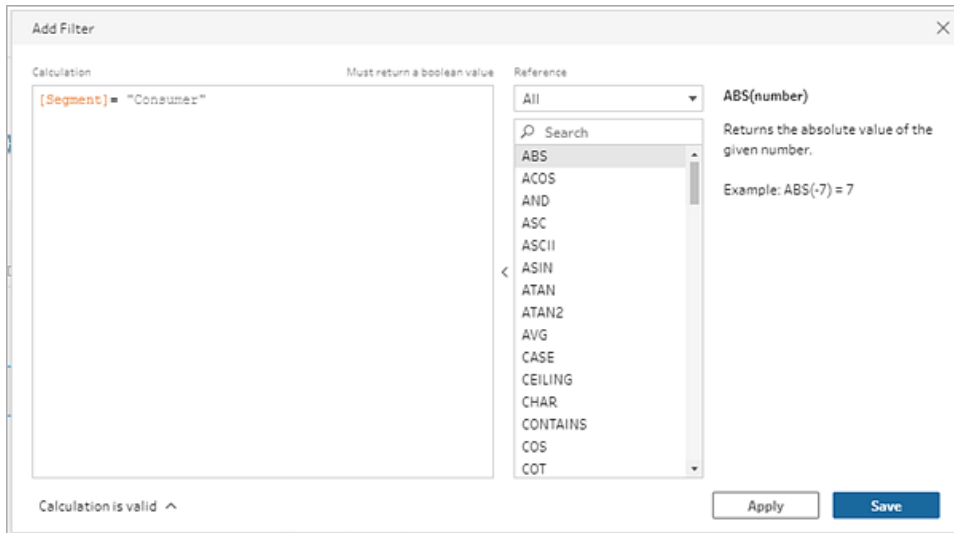 Add Filter
Calculation
Must return a boolean value
Reference
[Segment]= "Consumer"
All
Search
ABS
ACOS
AND
ASC
ASCII
ASIN
ATAN
ATAN2
AVG
CASE
CEILING
CHAR
CONTAINS
COS
COT
ABS(number)
Returns the absolute value of the
given number.
Example: ABS(-7) = 7
Calculation is valid
Apply
Save